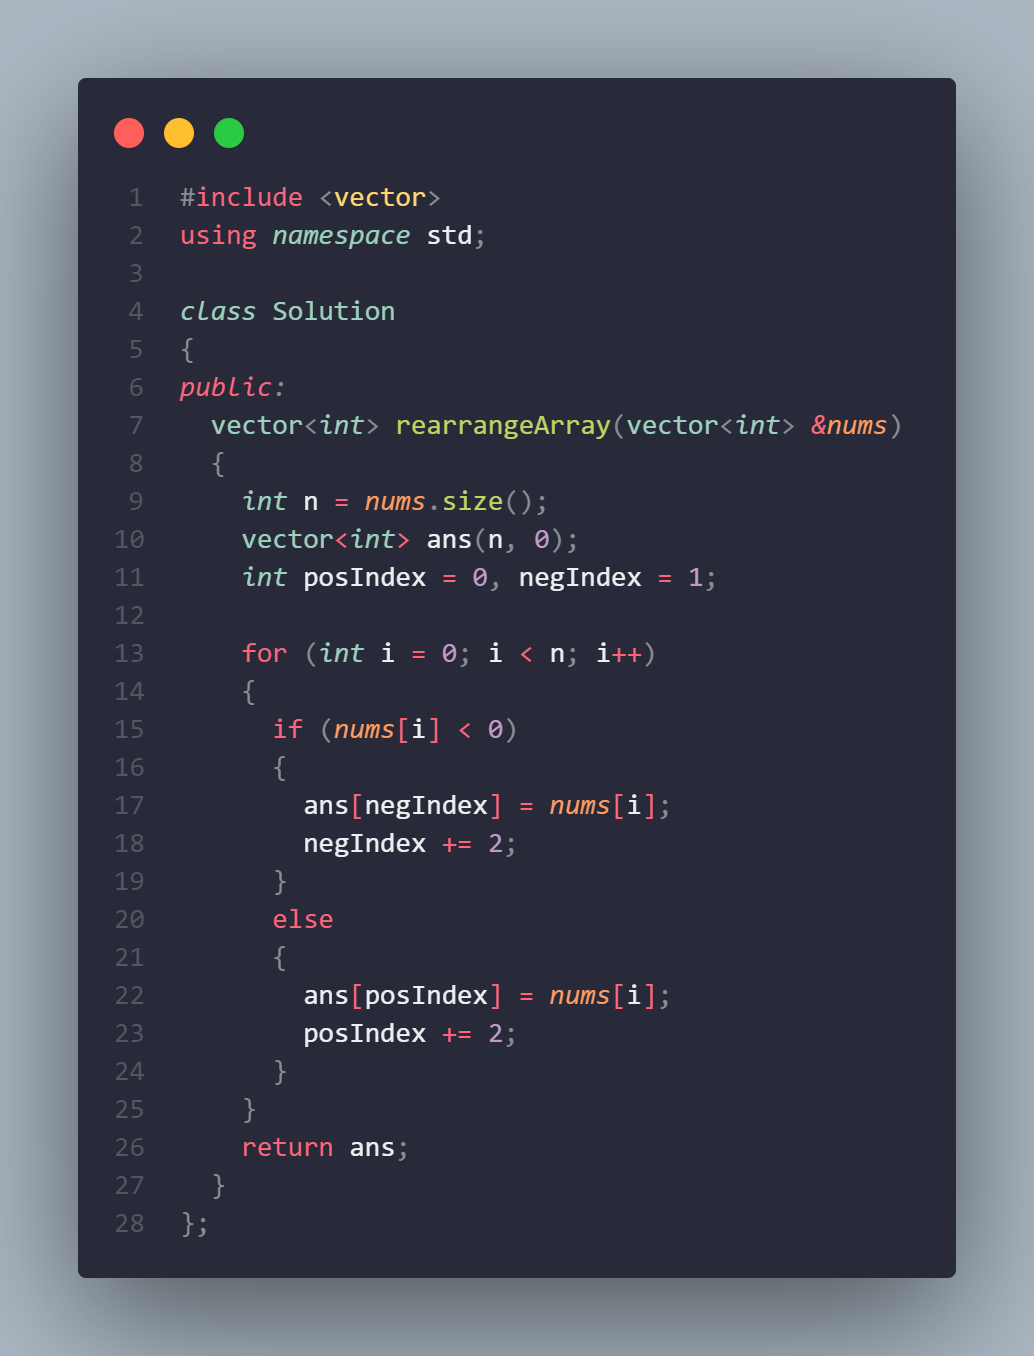 1 #include <vector>
2 using namespace std;
3
4 class Solution
5 {
6 public:
7   vector<int> rearrangeArray(vector<int> &nums)
8   {
9     int n = nums.size();
10     vector<int> ans(n, 0);
11     int posIndex = 0, negIndex = 1;
12
13     for (int i = 0; i < n; i++)
14     {
15       if (nums[i] < 0)
16       {
17         ans[negIndex] = nums[i];
18         negIndex += 2;
19       }
20       else
21       {
22         ans[posIndex] = nums[i];
23         posIndex += 2;
24       }
25     }
26     return ans;
27   }
28 };